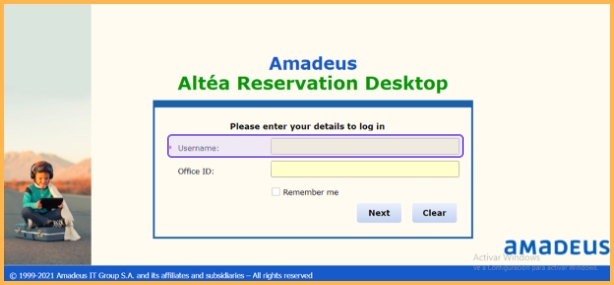 Amadeus
Altéa Reservation Desktop
Please enter your details to log in
Username:
Office ID:
Remember me
Next Clear
amadeus
Activar Windows
Ve a Configuración para activar Windows.
© 1999-2021 Amadeus IT Group S.A. and its affiliates and subsidiaries – All rights reserved